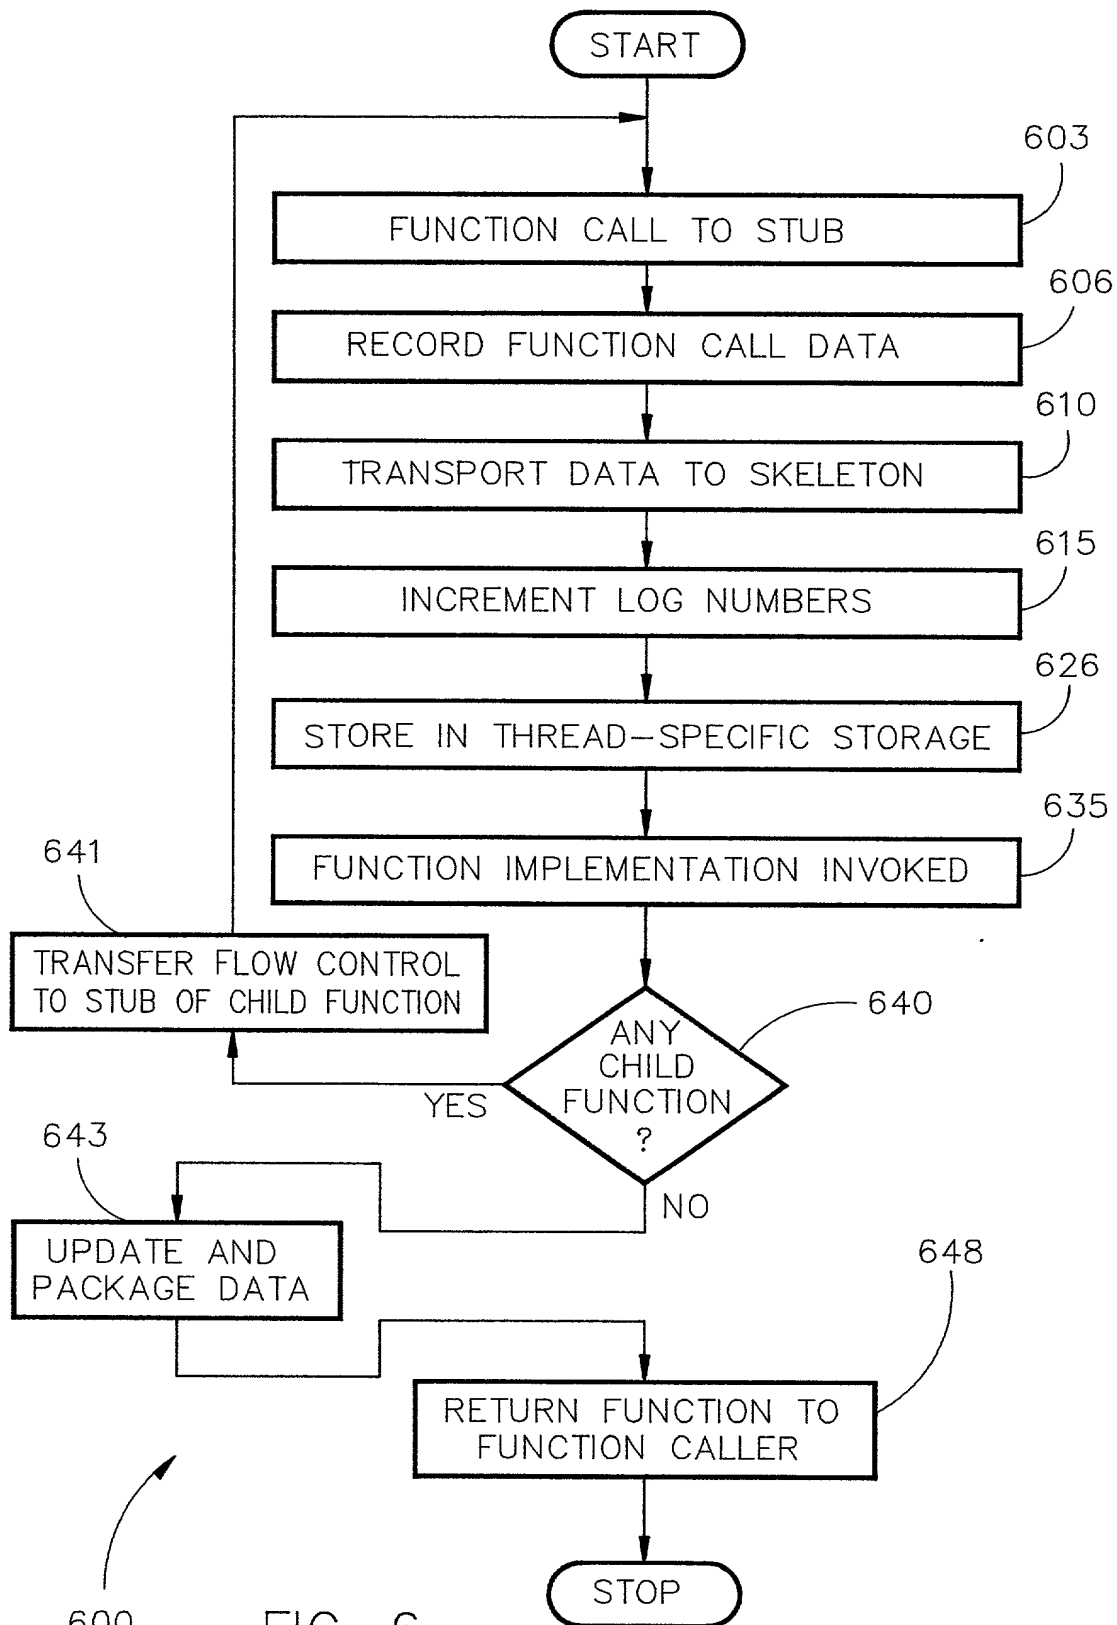 START
603
FUNCTION CALL TO STUB
606
RECORD FUNCTION CALL DATA
610
TRANSPORT DATA TO SKELETON
615
INCREMENT LOG NUMBERS
626
STORE IN THREAD-SPECIFIC STORAGE
635
FUNCTION IMPLEMENTATION INVOKED
641
TRANSFER FLOW CONTROL
TO STUB OF CHILD FUNCTION
640
ANY
CHILD
FUNCTION
?
YES
NO
643
UPDATE AND
PACKAGE DATA
648
RETURN FUNCTION TO
FUNCTION CALLER
STOP
600
FIG. 6